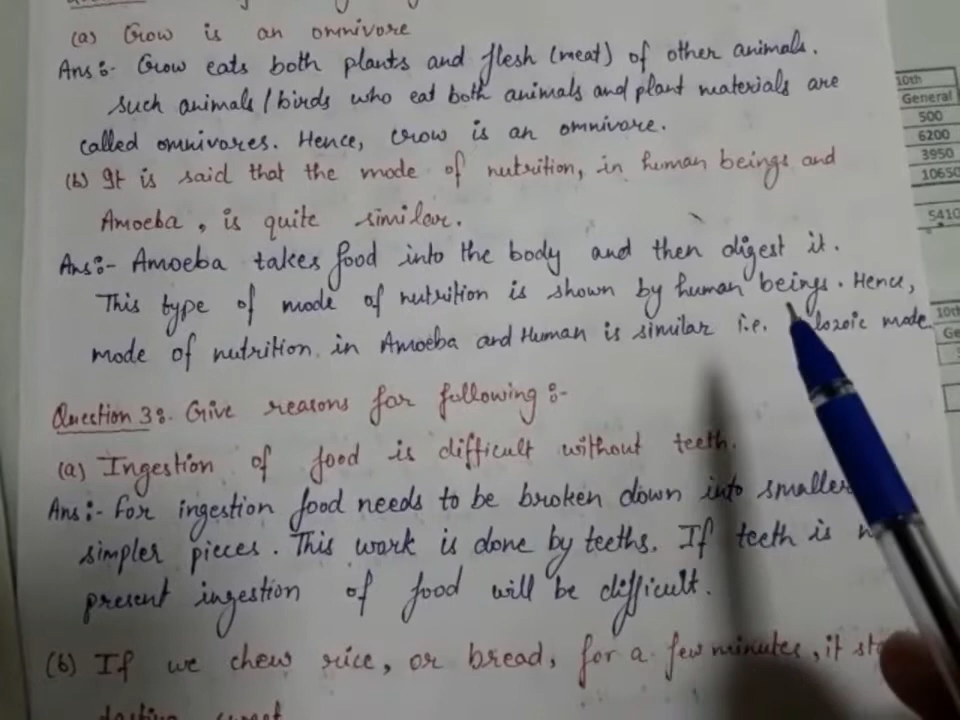 (a) Crow is an omnivore
Ans:- Crow eats both plants and flesh (meat) of other animals.
such animals/birds who eat both animals and plant materials are
called omnivores. Hence, crow is an omnivore.
(b) It is said that the mode of nutrition, in human beings and
Amoeba, is quite similar.
Ans:- Amoeba takes food into the body and then digest it.
This type of mode of nutrition is shown by human beings. Hence,
mode of nutrition in Amoeba and Human is similar i.e. mode
Question 3:- Give reasons for following:-
(a) Ingestion of food is difficult without teeth.
Ans:- For ingestion food needs to be broken down into smaller
simpler pieces. This work is done by teeths. If teeth is
present ingestion of food will be difficult.
(b) If we chew rice, or bread, for a few minutes, it
tasting sweet
10th
General
500
6200
3950
10650
5410
10th
Ge